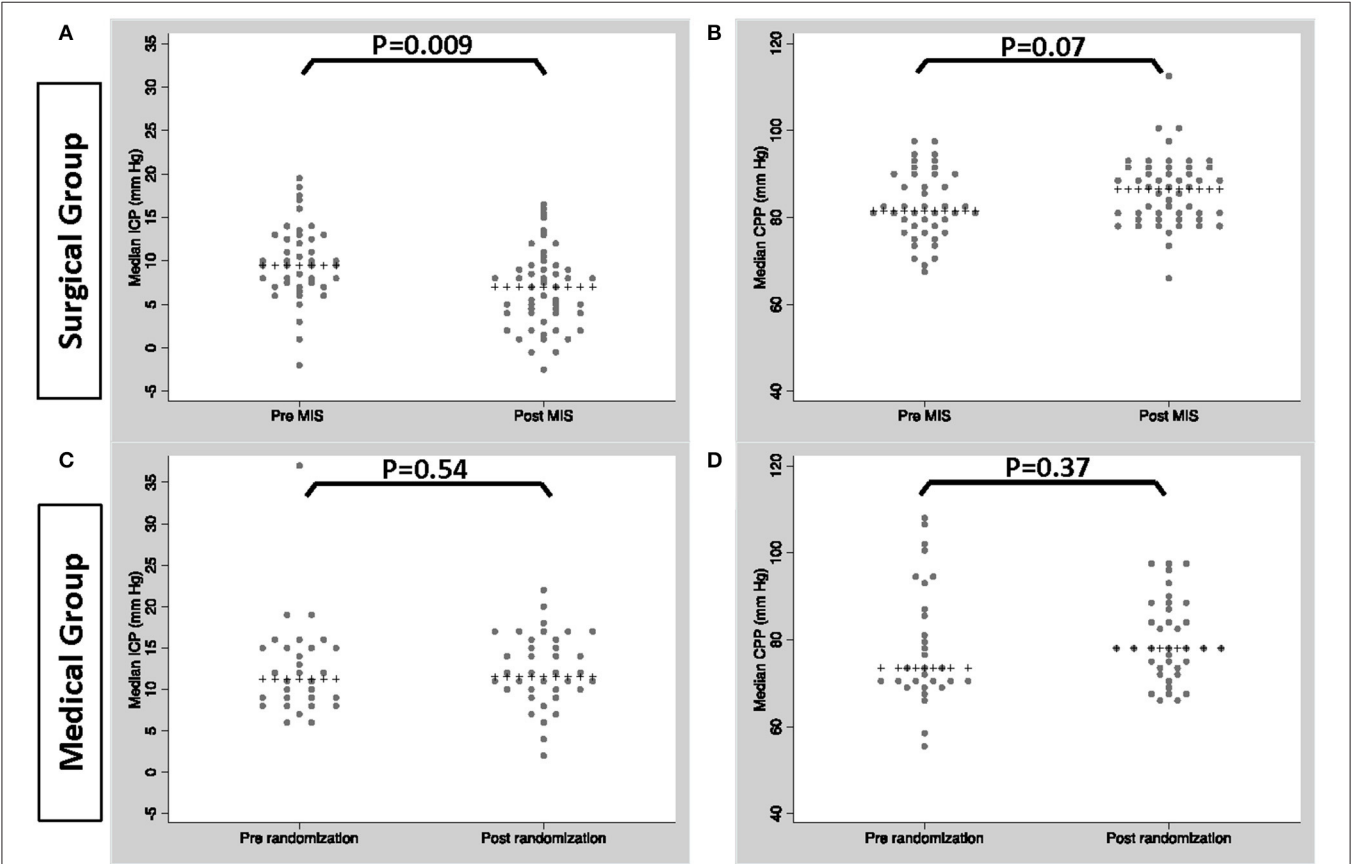 A
P=0.009
Median ICP (mm Hg)
35
30
25
20
15
10
5
0
-5
Pre MIS
Post MIS
B
P=0.07
Median CPP (mm Hg)
120
100
80
60
40
Pre MIS
Post MIS
Surgical Group
C
P=0.54
Median ICP (mm Hg)
35
30
25
20
15
10
5
0
-5
Pre randomization
Post randomization
D
P=0.37
Median CPP (mm Hg)
120
100
80
60
40
Pre randomization
Post randomization
Medical Group